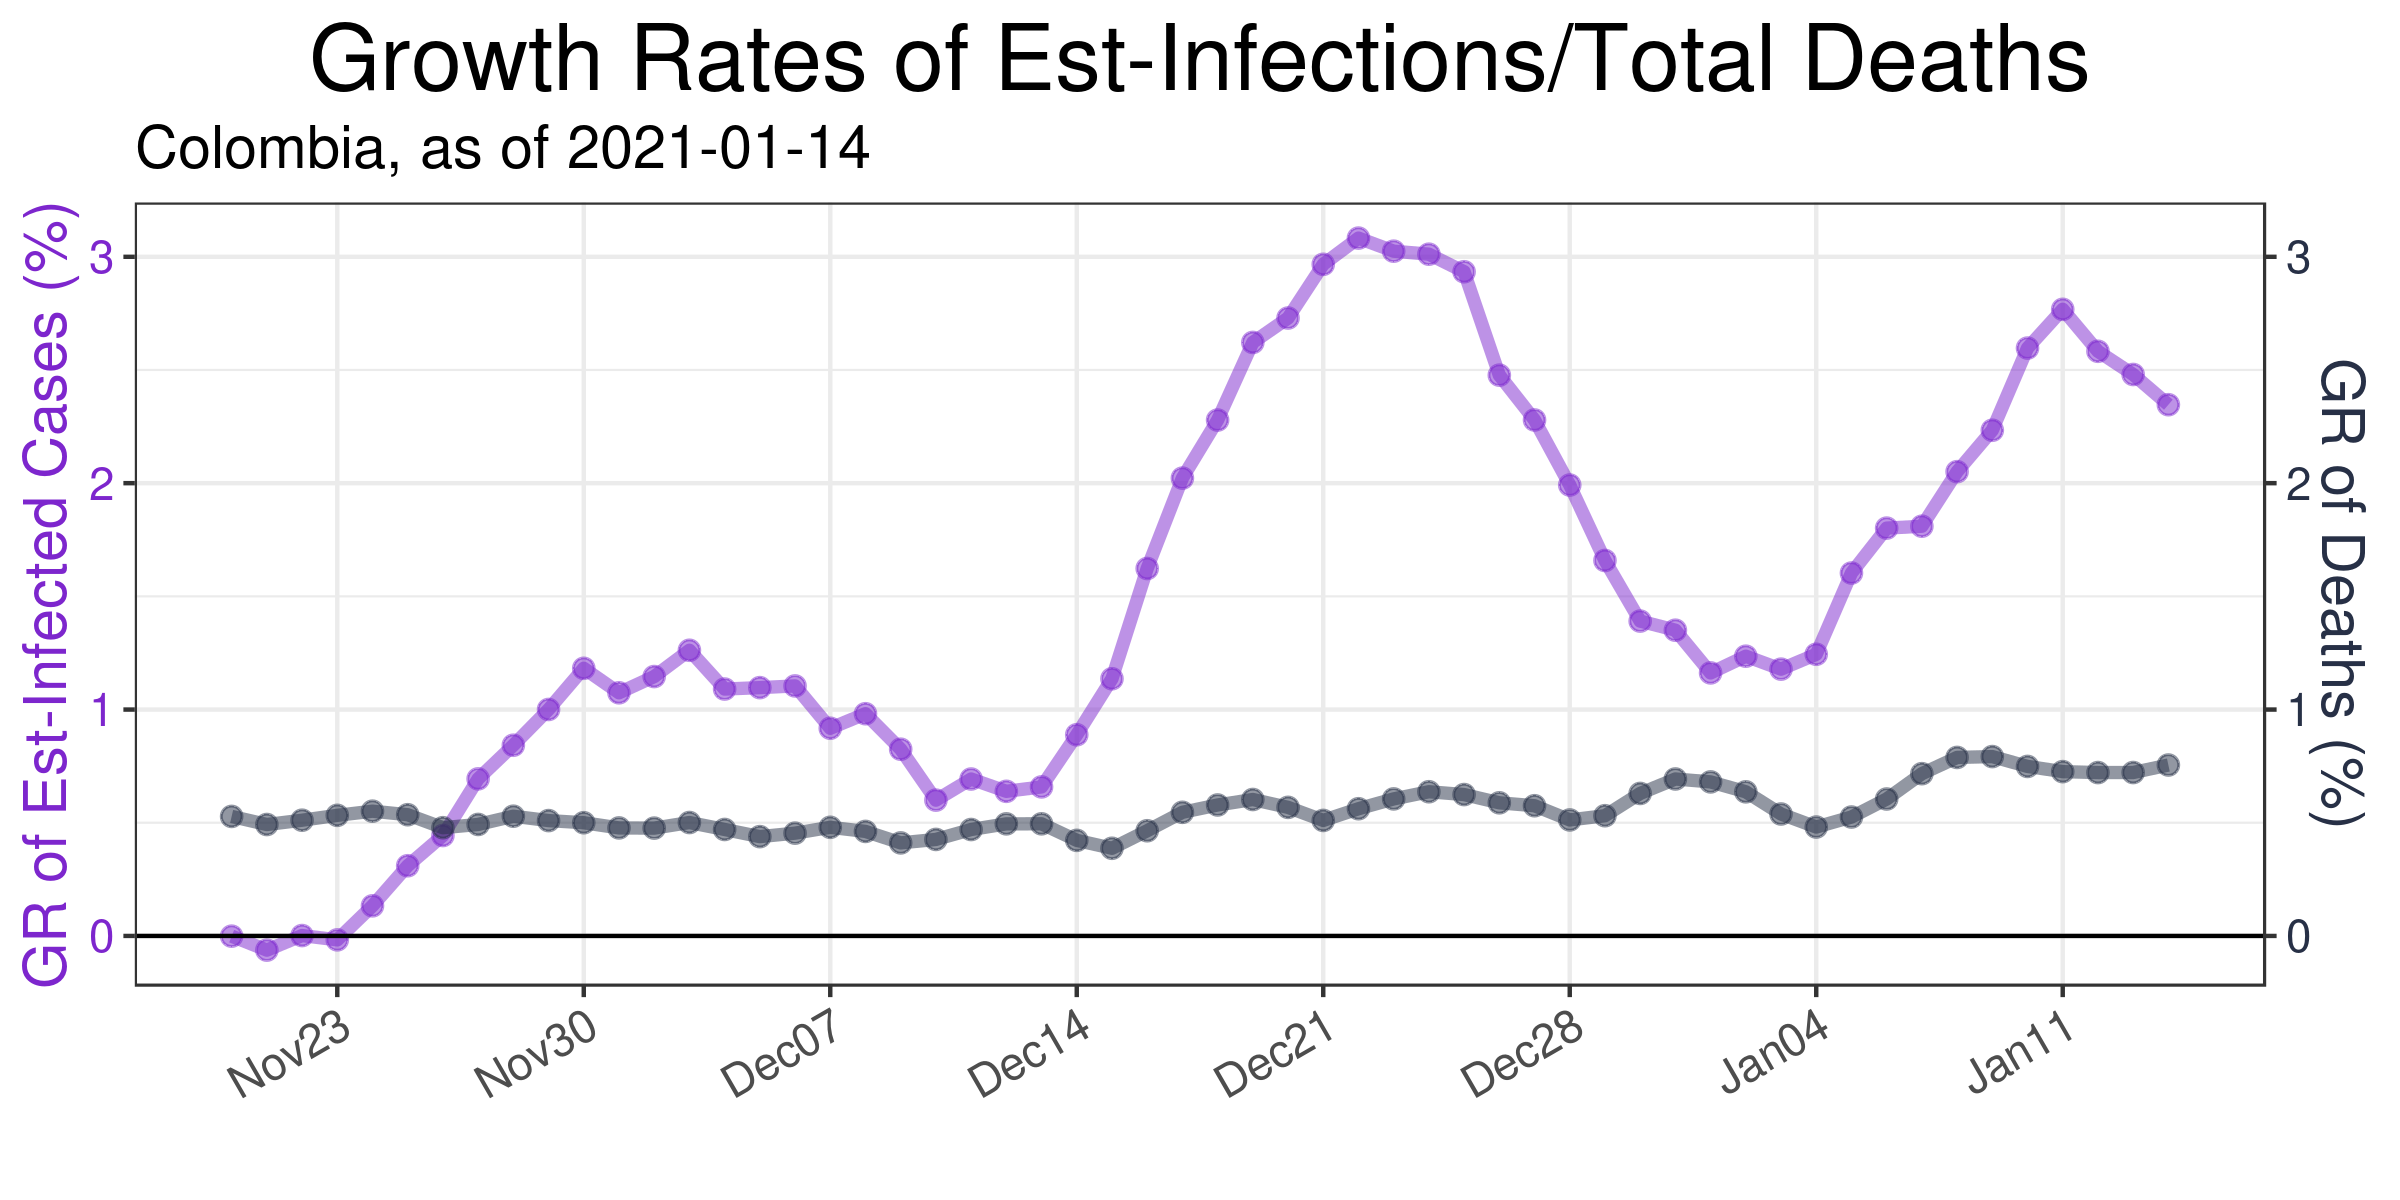 Growth Rates of Est-Infections/Total Deaths
Colombia, as of 2021-01-14
GR of Est-Infected Cases (%)
3
2
1
0
3
2
1
0
GR of Deaths (%)
Nov23
Nov30
Dec07
Dec14
Dec21
Dec28
Jan04
Jan11